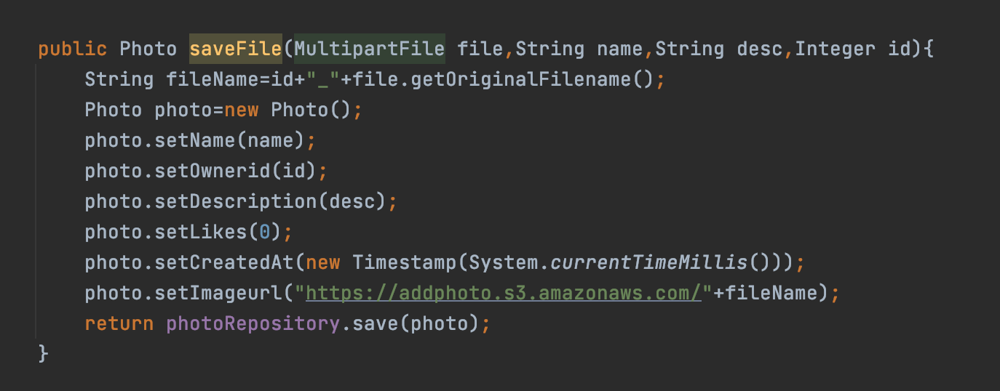 public Photo saveFile(MultipartFile file,String name,String desc,Integer id){
    String fileName=id+"_"+file.getOriginalFilename();
    Photo photo=new Photo();
    photo.setName(name);
    photo.setOwnerid(id);
    photo.setDescription(desc);
    photo.setLikes(0);
    photo.setCreatedAt(new Timestamp(System.currentTimeMillis()));
    photo.setImageurl("https://addphoto.s3.amazonaws.com/"+fileName);
    return photoRepository.save(photo);
}